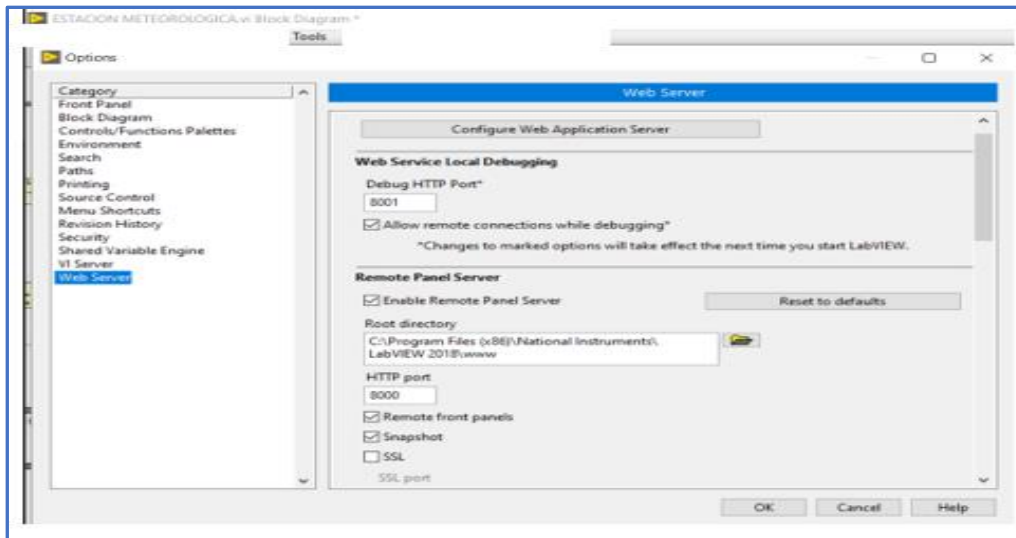 ESTACION METEOROLOGICA.vi Block Diagram *
Tools
Options
Category
Front Panel
Block Diagram
Controls/Functions Palettes
Environment
Search
Paths
Printing
Source Control
Menu Shortcuts
Revision History
Security
Shared Variable Engine
VI Server
Web Server
Web Server
Configure Web Application Server
Web Service Local Debugging
Debug HTTP Port*
8001
Allow remote connections while debugging*
*Changes to marked options will take effect the next time you start LabVIEW.
Remote Panel Server
Enable Remote Panel Server
Reset to defaults
Root directory
C:\Program Files (x86)\National Instruments\
LabVIEW 2018\www
HTTP port
8000
Remote front panels
Snapshot
SSL
SSL port
OK
Cancel
Help